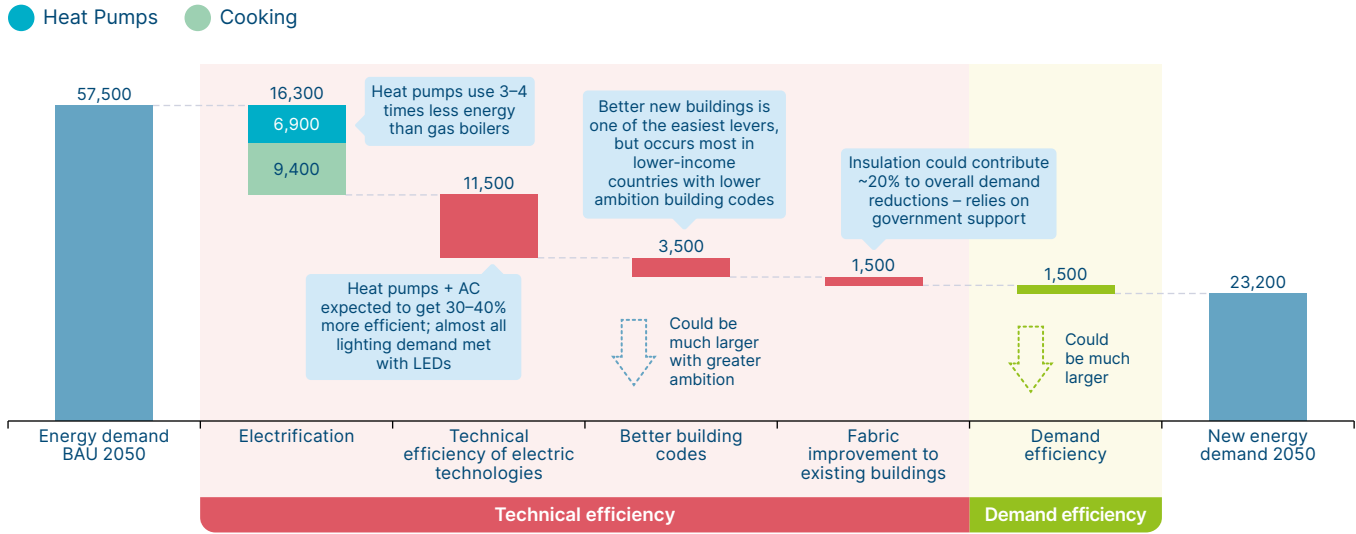 Heat Pumps
Cooking
57,500
16,300
6,900
9,400
Heat pumps use 3–4
times less energy
than gas boilers
11,500
Heat pumps + AC
expected to get 30–40%
more efficient; almost all
lighting demand met
with LEDs
Better new buildings is
one of the easiest levers,
but occurs most in
lower-income
countries with lower
ambition building codes
3,500
Could be
much larger
with greater
ambition
Insulation could contribute
~20% to overall demand
reductions – relies on
government support
1,500
1,500
Could
be much
larger
23,200
Energy demand
BAU 2050
Electrification
Technical
efficiency of electric
technologies
Better building
codes
Fabric
improvement to
existing buildings
Demand
efficiency
New energy
demand 2050
Technical efficiency
Demand efficiency